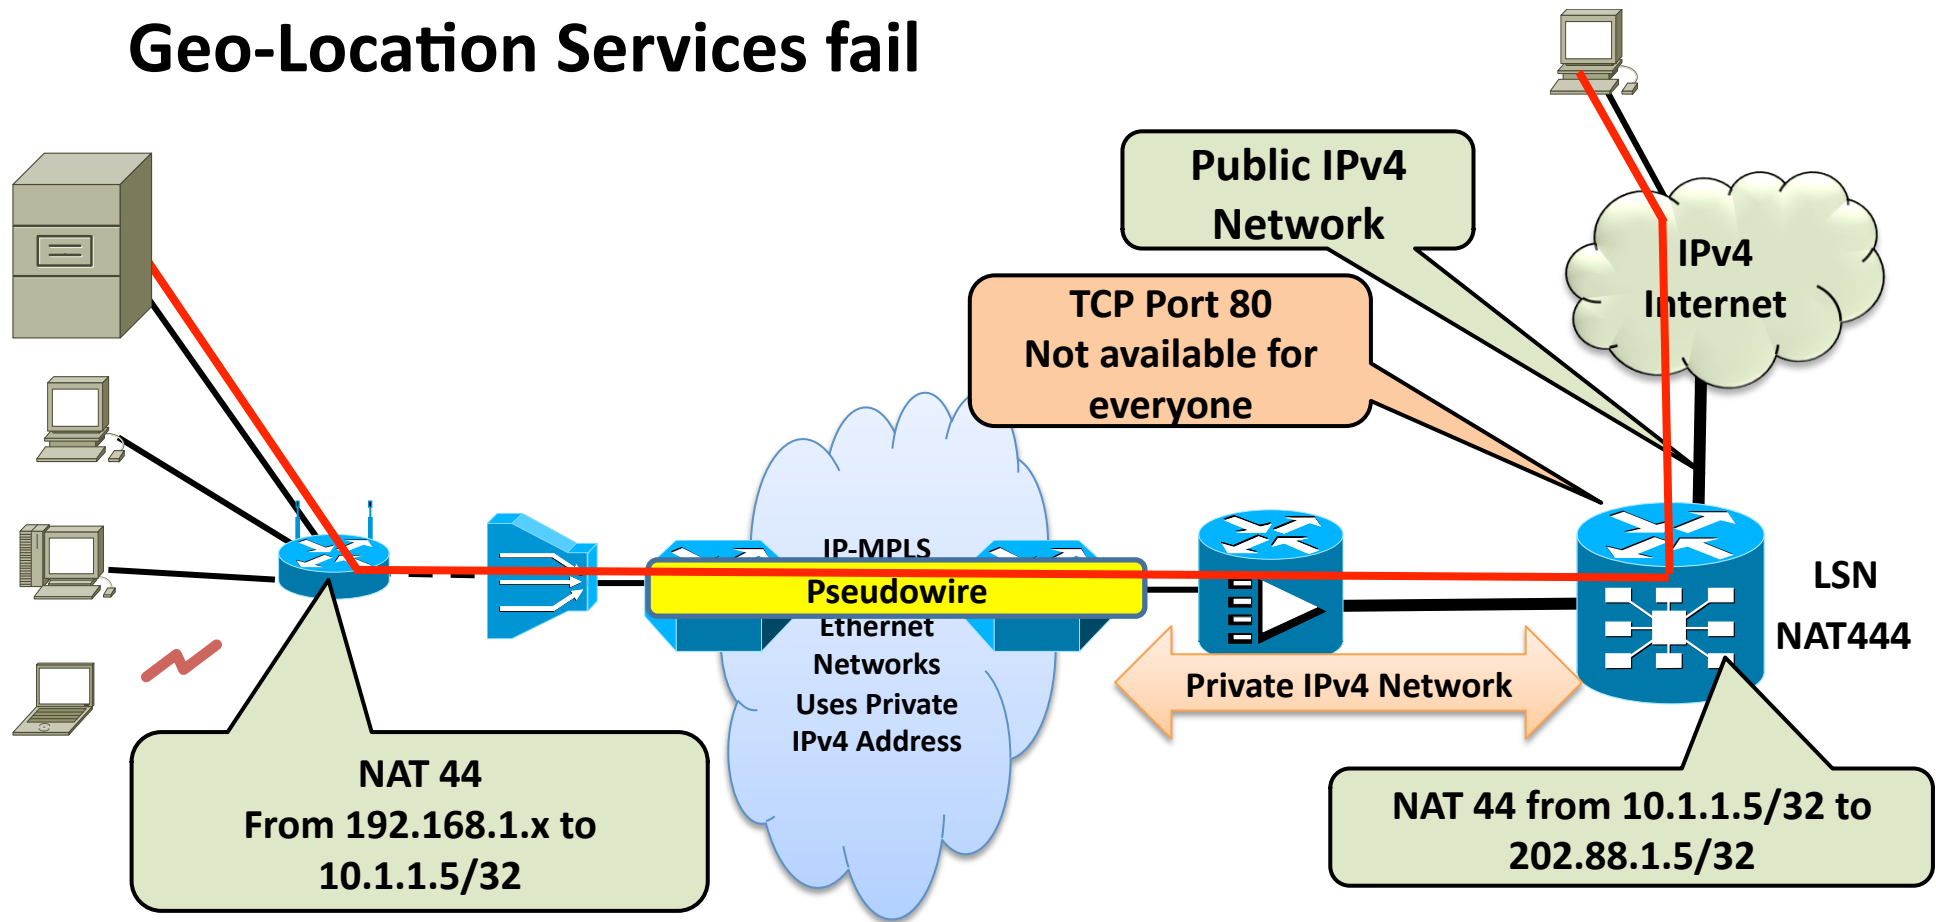 Geo-Location Services fail
Public IPv4
Network
IPv4
Internet
TCP Port 80
Not available for
everyone
IP-MPLS
Pseudowire
Ethernet
Networks
Uses Private
IPv4 Address
LSN
NAT444
Private IPv4 Network
NAT 44
From 192.168.1.x to
10.1.1.5/32
NAT 44 from 10.1.1.5/32 to
202.88.1.5/32